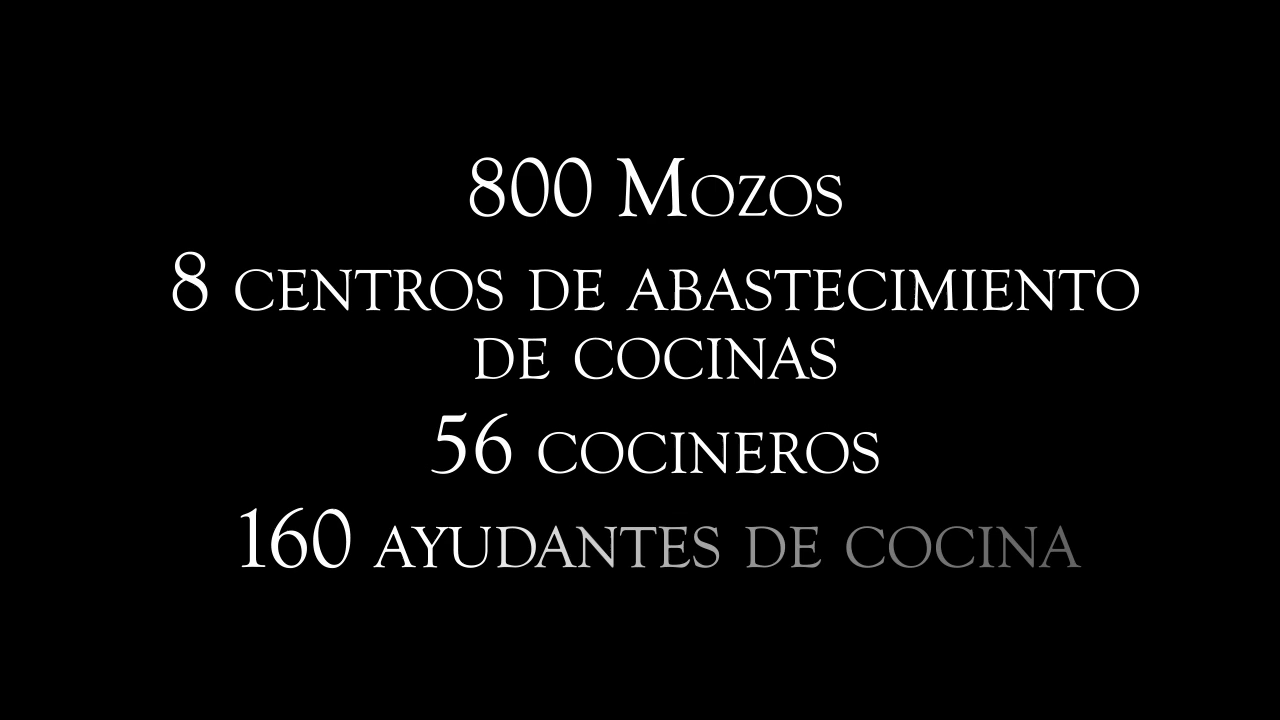 800 Mozos
8 centros de abastecimiento
de cocinas
56 cocineros
160 ayudantes de cocina